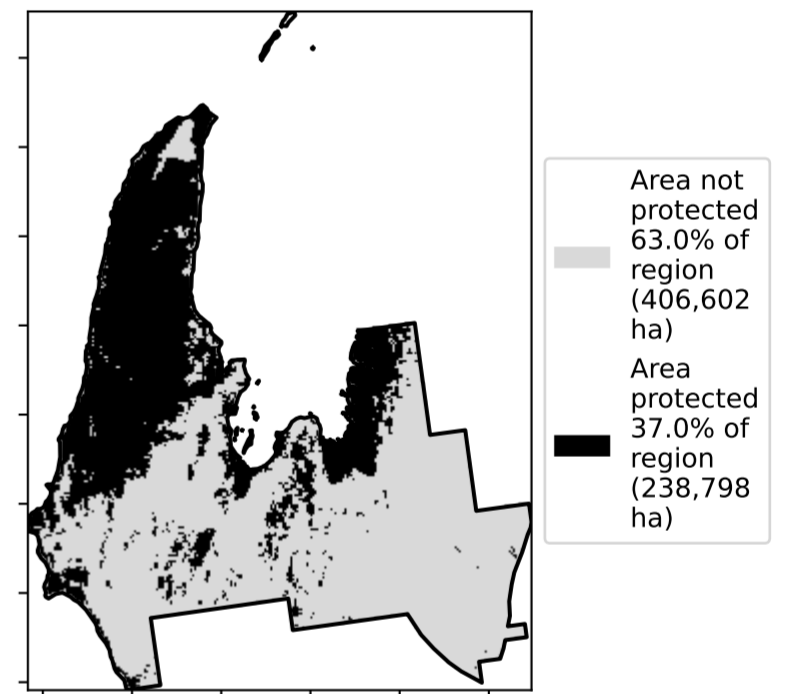 Area not
protected
63.0% of
region
(406,602
ha)
Area
protected
37.0% of
region
(238,798
ha)